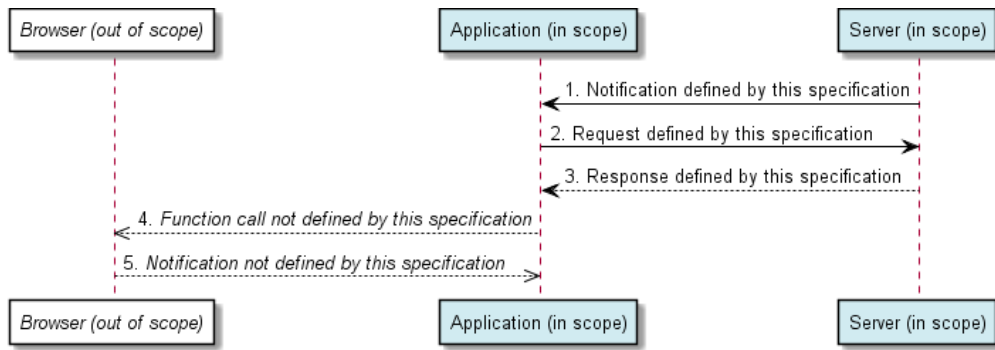 Browser (out of scope)
Application (in scope)
Server (in scope)
1. Notification defined by this specification
2. Request defined by this specification
3. Response defined by this specification
4. Function call not defined by this specification
5. Notification not defined by this specification
Browser (out of scope)
Application (in scope)
Server (in scope)